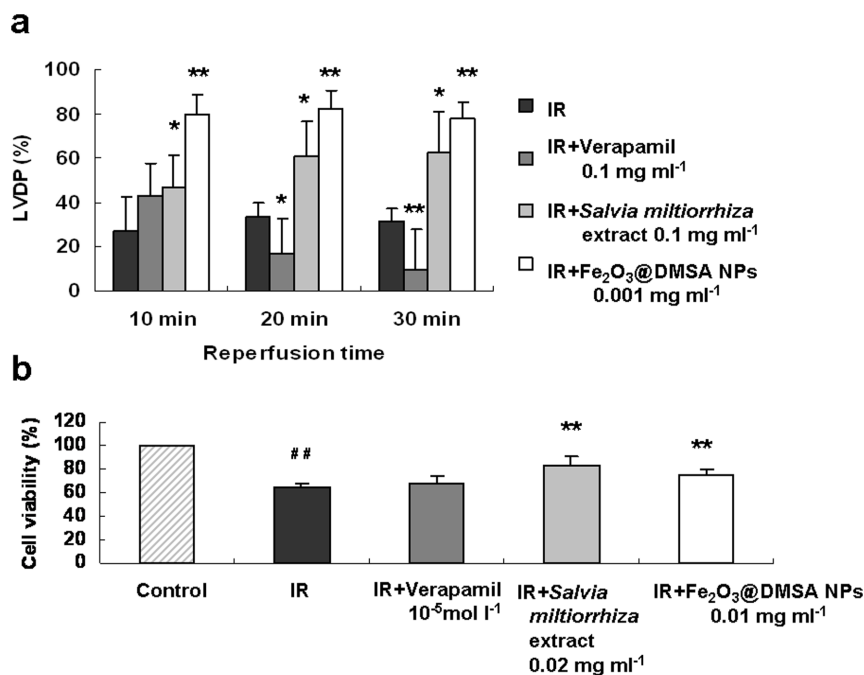 a
100
80
60
40
20
0
LVDP (%)
**
*
**
*
*
**
*
**
**
10 min
20 min
30 min
Reperfusion time
IR
IR+Verapamil
0.1 mg ml⁻¹
IR+Salvia miltiorrhiza
extract 0.1 mg ml⁻¹
IR+Fe₂O₃@DMSA NPs
0.001 mg ml⁻¹
b
120
100
80
60
40
20
0
Cell viability (%)
##
**
**
Control
IR
IR+Verapamil
10⁻⁵mol l⁻¹
IR+Salvia
miltiorrhiza
extract
0.02 mg ml⁻¹
IR+Fe₂O₃@DMSA NPs
0.01 mg ml⁻¹